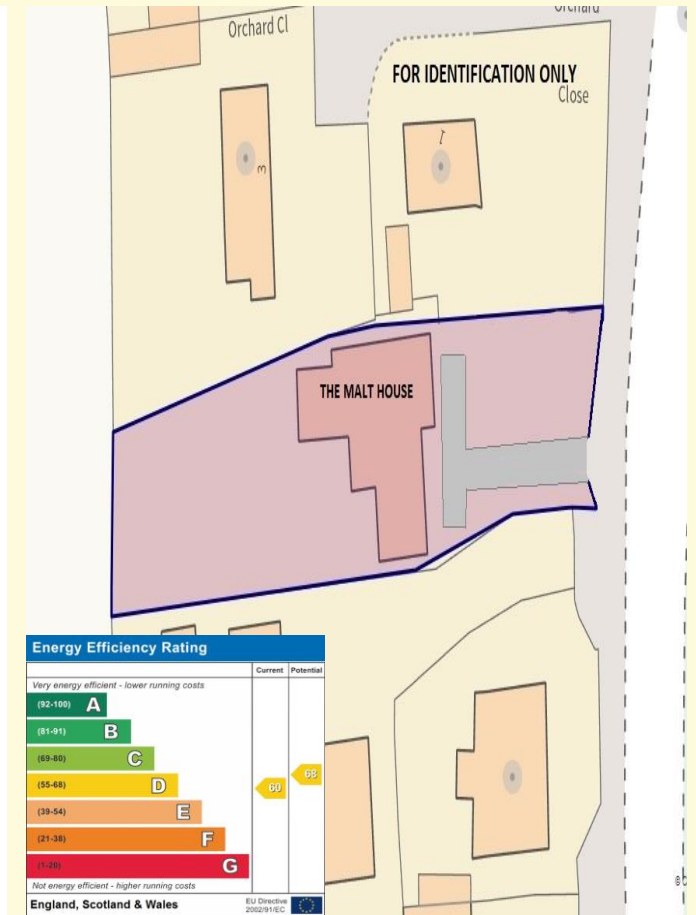 Orchard Cl
FOR IDENTIFICATION ONLY
Close
1
3
THE MALT HOUSE
Energy Efficiency Rating
Current Potential
Very energy efficient - lower running costs
(92-100) A
(81-91) B
(69-80) C
(55-68) D
60
68
(39-54) E
(21-38) F
(1-20) G
Not energy efficient - higher running costs
England, Scotland & Wales
EU Directive
2002/91/EC